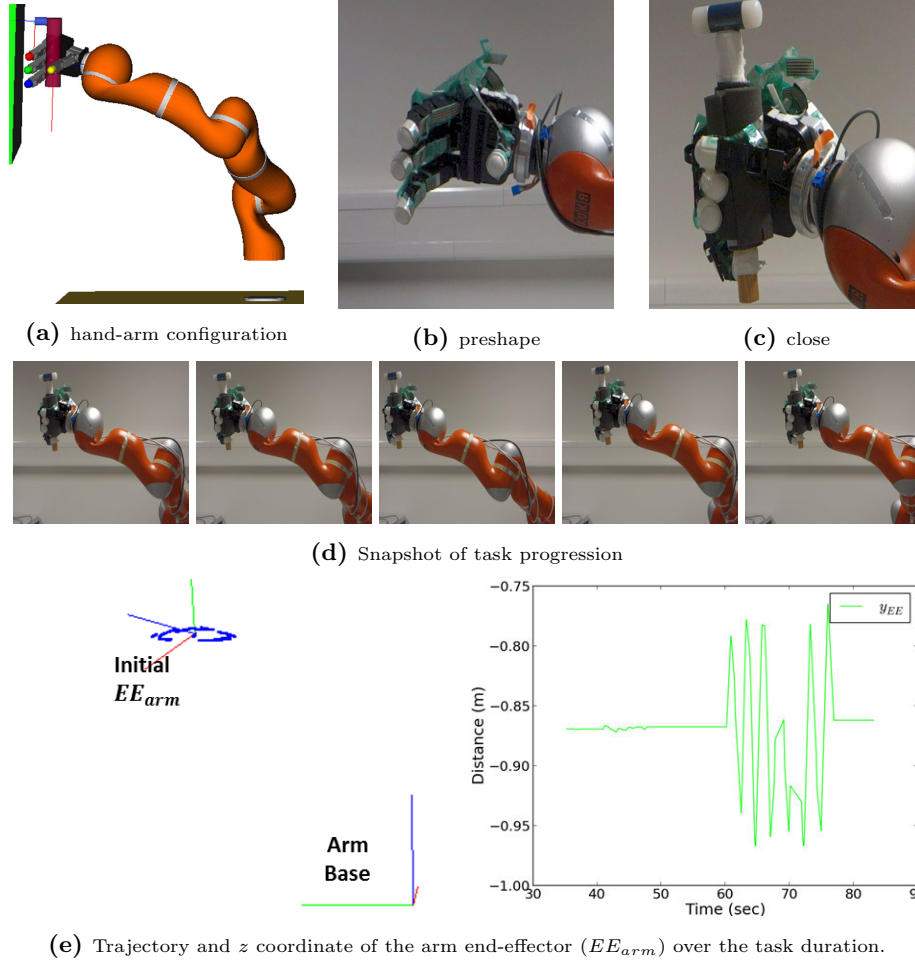 (a) hand-arm configuration
(b) preshape
(c) close
(d) Snapshot of task progression
Initial
EE_arm
Arm
Base
−0.75
−0.80
−0.85
−0.90
−0.95
−1.00
Distance (m)
y_EE
30 40 50 60 70 80 90
Time (sec)
(e) Trajectory and z coordinate of the arm end-effector (EE_arm) over the task duration.